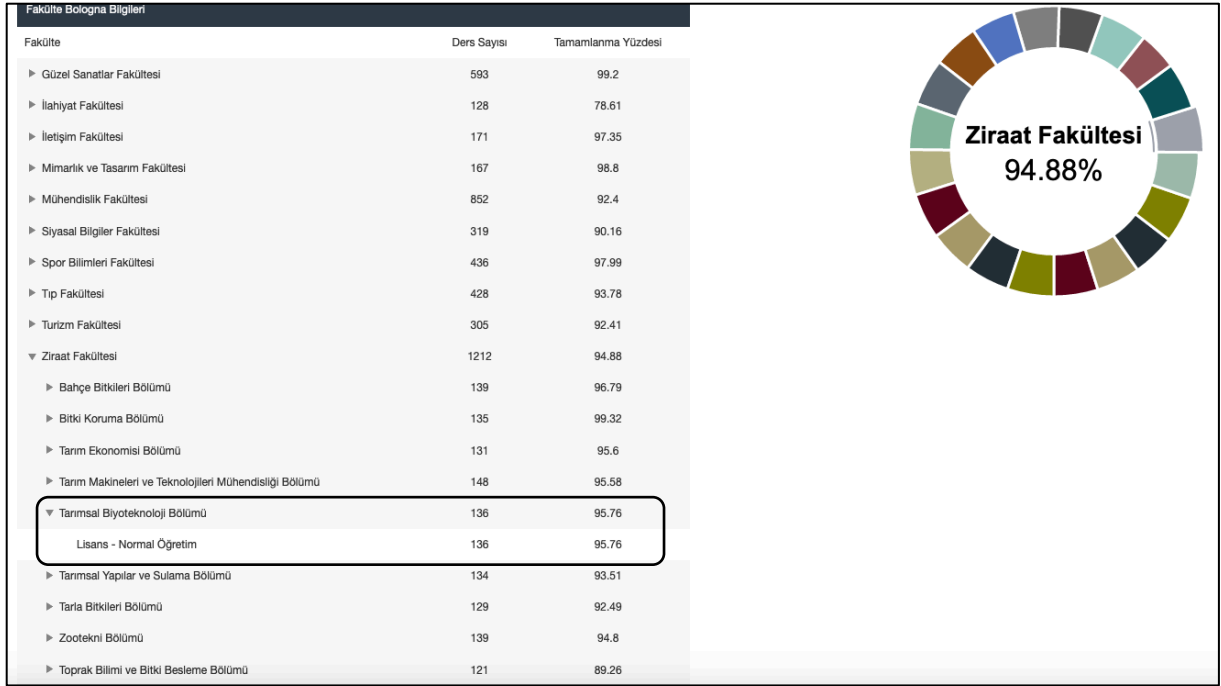 Fakülte Bologna Bilgileri
Fakülte Ders Sayısı Tamamlanma Yüzdesi
Güzel Sanatlar Fakültesi 593 99.2
İlahiyat Fakültesi 128 78.61
İletişim Fakültesi 171 97.35
Mimarlık ve Tasarım Fakültesi 167 98.8
Mühendislik Fakültesi 852 92.4
Siyasal Bilgiler Fakültesi 319 90.16
Spor Bilimleri Fakültesi 436 97.99
Tıp Fakültesi 428 93.78
Turizm Fakültesi 305 92.41
Ziraat Fakültesi 1212 94.88
Bahçe Bitkileri Bölümü 139 96.79
Bitki Koruma Bölümü 135 99.32
Tarım Ekonomisi Bölümü 131 95.6
Tarım Makineleri ve Teknolojileri Mühendisliği Bölümü 148 95.58
Tarımsal Biyoteknoloji Bölümü 136 95.76
Lisans - Normal Öğretim 136 95.76
Tarımsal Yapılar ve Sulama Bölümü 134 93.51
Tarla Bitkileri Bölümü 129 92.49
Zootekni Bölümü 139 94.8
Toprak Bilimi ve Bitki Besleme Bölümü 121 89.26
Ziraat Fakültesi
94.88%